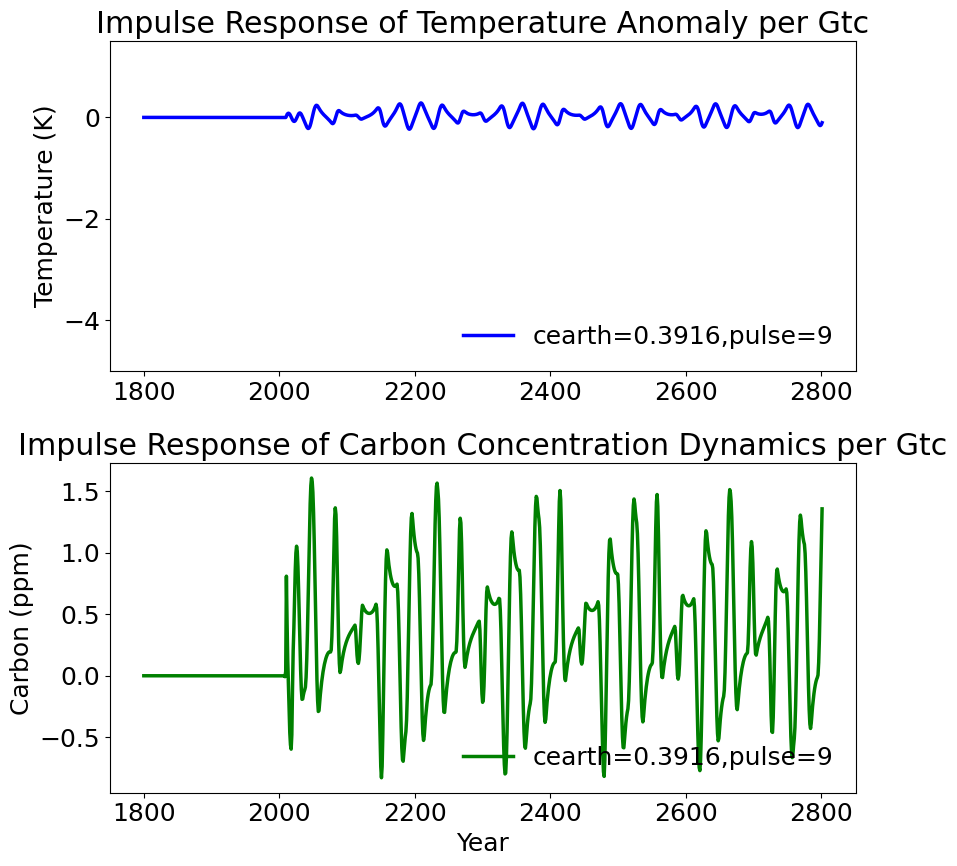 Impulse Response of Temperature Anomaly per Gtc
Temperature (K)
0
−2
−4
cearth=0.3916,pulse=9
1800 2000 2200 2400 2600 2800
Impulse Response of Carbon Concentration Dynamics per Gtc
Carbon (ppm)
1.5
1.0
0.5
0.0
−0.5
cearth=0.3916,pulse=9
1800 2000 2200 2400 2600 2800
Year